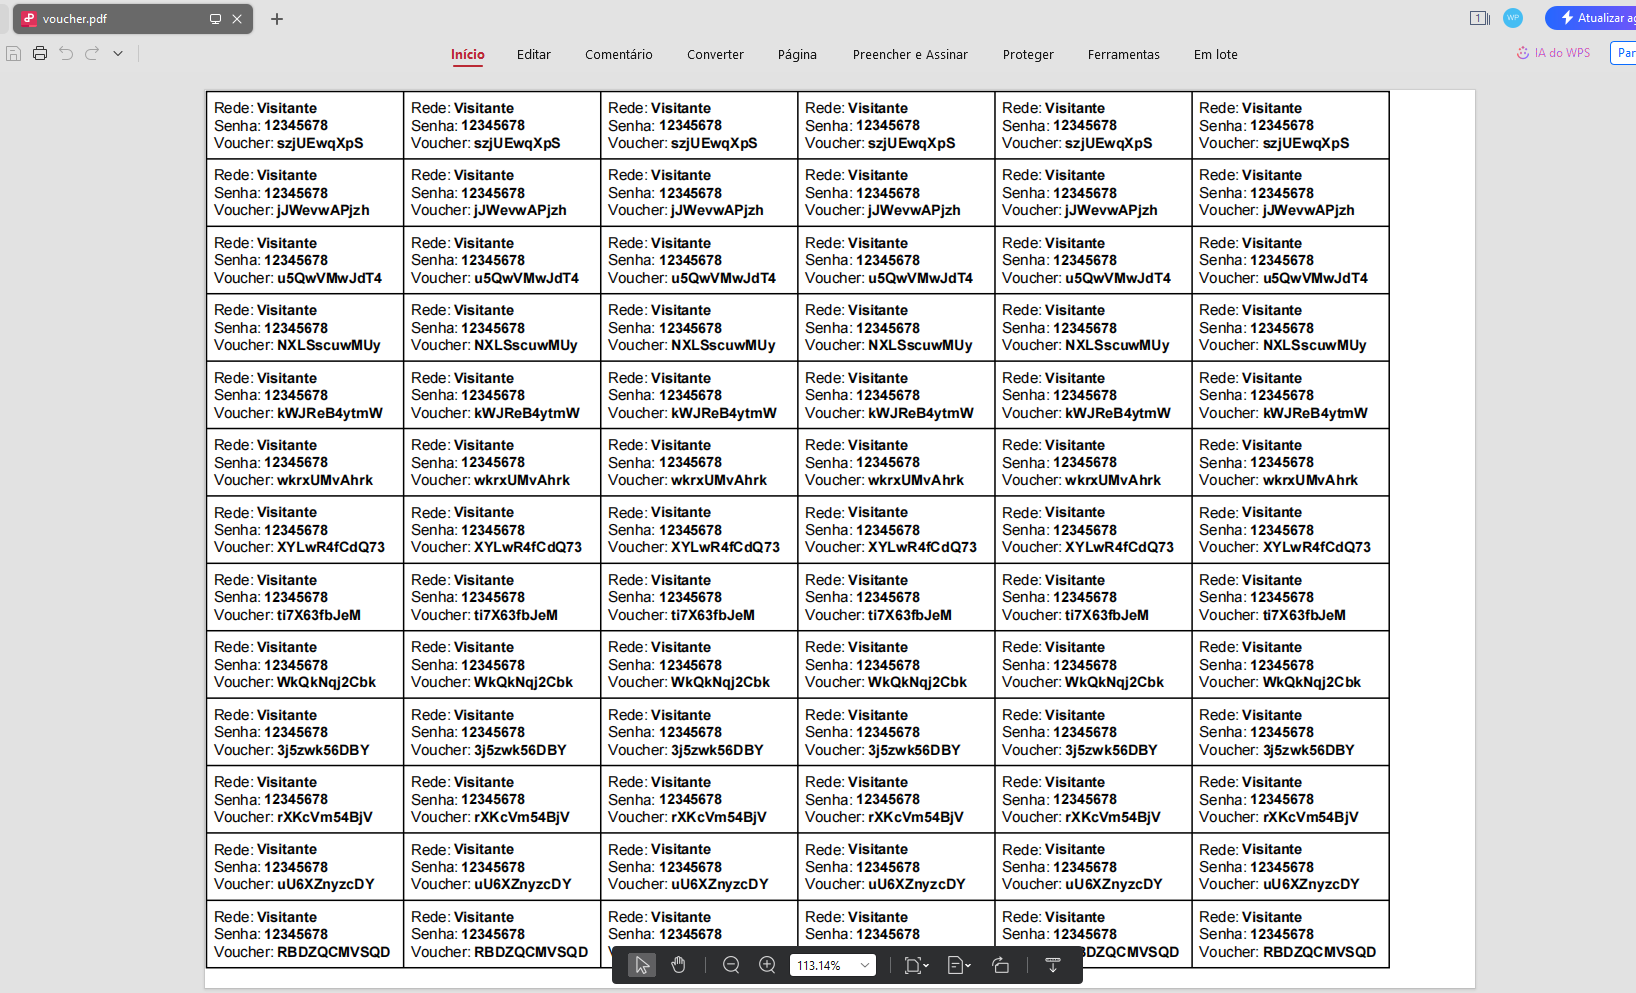 voucher.pdf
1
WP
Atualizar ag
Início Editar Comentário Converter Página Preencher e Assinar Proteger Ferramentas Em lote
IA do WPS
Par
Rede: Visitante Rede: Visitante Rede: Visitante Rede: Visitante Rede: Visitante Rede: Visitante
Senha: 12345678 Senha: 12345678 Senha: 12345678 Senha: 12345678 Senha: 12345678 Senha: 12345678
Voucher: szjUEwqXpS Voucher: szjUEwqXpS Voucher: szjUEwqXpS Voucher: szjUEwqXpS Voucher: szjUEwqXpS Voucher: szjUEwqXpS
Rede: Visitante Rede: Visitante Rede: Visitante Rede: Visitante Rede: Visitante Rede: Visitante
Senha: 12345678 Senha: 12345678 Senha: 12345678 Senha: 12345678 Senha: 12345678 Senha: 12345678
Voucher: jJWevwAPjzh Voucher: jJWevwAPjzh Voucher: jJWevwAPjzh Voucher: jJWevwAPjzh Voucher: jJWevwAPjzh Voucher: jJWevwAPjzh
Rede: Visitante Rede: Visitante Rede: Visitante Rede: Visitante Rede: Visitante Rede: Visitante
Senha: 12345678 Senha: 12345678 Senha: 12345678 Senha: 12345678 Senha: 12345678 Senha: 12345678
Voucher: u5QwVMwJdT4 Voucher: u5QwVMwJdT4 Voucher: u5QwVMwJdT4 Voucher: u5QwVMwJdT4 Voucher: u5QwVMwJdT4 Voucher: u5QwVMwJdT4
Rede: Visitante Rede: Visitante Rede: Visitante Rede: Visitante Rede: Visitante Rede: Visitante
Senha: 12345678 Senha: 12345678 Senha: 12345678 Senha: 12345678 Senha: 12345678 Senha: 12345678
Voucher: NXLSscuwMUy Voucher: NXLSscuwMUy Voucher: NXLSscuwMUy Voucher: NXLSscuwMUy Voucher: NXLSscuwMUy Voucher: NXLSscuwMUy
Rede: Visitante Rede: Visitante Rede: Visitante Rede: Visitante Rede: Visitante Rede: Visitante
Senha: 12345678 Senha: 12345678 Senha: 12345678 Senha: 12345678 Senha: 12345678 Senha: 12345678
Voucher: kWJReB4ytmW Voucher: kWJReB4ytmW Voucher: kWJReB4ytmW Voucher: kWJReB4ytmW Voucher: kWJReB4ytmW Voucher: kWJReB4ytmW
Rede: Visitante Rede: Visitante Rede: Visitante Rede: Visitante Rede: Visitante Rede: Visitante
Senha: 12345678 Senha: 12345678 Senha: 12345678 Senha: 12345678 Senha: 12345678 Senha: 12345678
Voucher: wkrxUMvAhrk Voucher: wkrxUMvAhrk Voucher: wkrxUMvAhrk Voucher: wkrxUMvAhrk Voucher: wkrxUMvAhrk Voucher: wkrxUMvAhrk
Rede: Visitante Rede: Visitante Rede: Visitante Rede: Visitante Rede: Visitante Rede: Visitante
Senha: 12345678 Senha: 12345678 Senha: 12345678 Senha: 12345678 Senha: 12345678 Senha: 12345678
Voucher: XYLwR4fCdQ73 Voucher: XYLwR4fCdQ73 Voucher: XYLwR4fCdQ73 Voucher: XYLwR4fCdQ73 Voucher: XYLwR4fCdQ73 Voucher: XYLwR4fCdQ73
Rede: Visitante Rede: Visitante Rede: Visitante Rede: Visitante Rede: Visitante Rede: Visitante
Senha: 12345678 Senha: 12345678 Senha: 12345678 Senha: 12345678 Senha: 12345678 Senha: 12345678
Voucher: ti7X63fbJeM Voucher: ti7X63fbJeM Voucher: ti7X63fbJeM Voucher: ti7X63fbJeM Voucher: ti7X63fbJeM Voucher: ti7X63fbJeM
Rede: Visitante Rede: Visitante Rede: Visitante Rede: Visitante Rede: Visitante Rede: Visitante
Senha: 12345678 Senha: 12345678 Senha: 12345678 Senha: 12345678 Senha: 12345678 Senha: 12345678
Voucher: WkQkNqj2Cbk Voucher: WkQkNqj2Cbk Voucher: WkQkNqj2Cbk Voucher: WkQkNqj2Cbk Voucher: WkQkNqj2Cbk Voucher: WkQkNqj2Cbk
Rede: Visitante Rede: Visitante Rede: Visitante Rede: Visitante Rede: Visitante Rede: Visitante
Senha: 12345678 Senha: 12345678 Senha: 12345678 Senha: 12345678 Senha: 12345678 Senha: 12345678
Voucher: 3j5zwk56DBY Voucher: 3j5zwk56DBY Voucher: 3j5zwk56DBY Voucher: 3j5zwk56DBY Voucher: 3j5zwk56DBY Voucher: 3j5zwk56DBY
Rede: Visitante Rede: Visitante Rede: Visitante Rede: Visitante Rede: Visitante Rede: Visitante
Senha: 12345678 Senha: 12345678 Senha: 12345678 Senha: 12345678 Senha: 12345678 Senha: 12345678
Voucher: rXKcVm54BjV Voucher: rXKcVm54BjV Voucher: rXKcVm54BjV Voucher: rXKcVm54BjV Voucher: rXKcVm54BjV Voucher: rXKcVm54BjV
Rede: Visitante Rede: Visitante Rede: Visitante Rede: Visitante Rede: Visitante Rede: Visitante
Senha: 12345678 Senha: 12345678 Senha: 12345678 Senha: 12345678 Senha: 12345678 Senha: 12345678
Voucher: uU6XZnyzcDY Voucher: uU6XZnyzcDY Voucher: uU6XZnyzcDY Voucher: uU6XZnyzcDY Voucher: uU6XZnyzcDY Voucher: uU6XZnyzcDY
Rede: Visitante Rede: Visitante Rede: Visitante Rede: Visitante Rede: Visitante Rede: Visitante
Senha: 12345678 Senha: 12345678 Senha: 12345678 Senha: 12345678 Senha: 12345678 Senha: 12345678
Voucher: RBDZQCMVSQD Voucher: RBDZQCMVSQD BDZQCMVSQD Voucher: RBDZQCMVSQD
113.14%